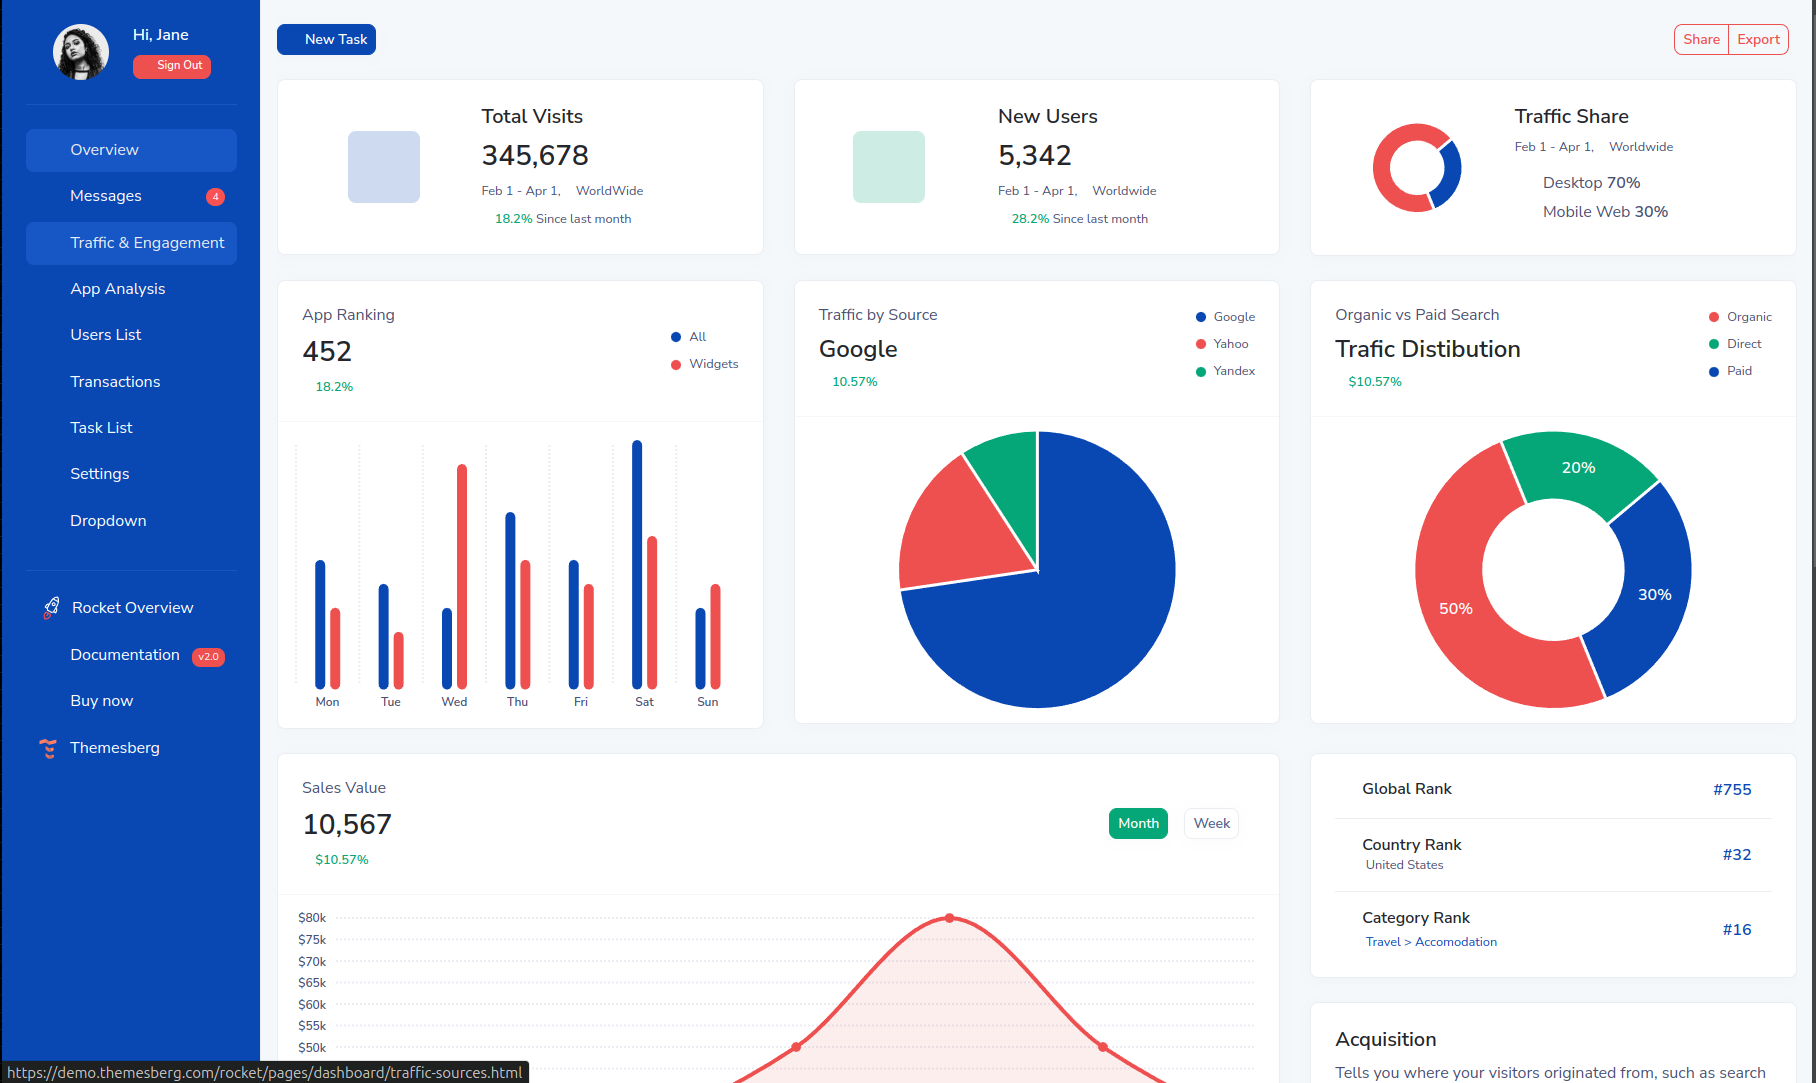 Hi, Jane
Sign Out
Overview
Messages
4
Traffic & Engagement
App Analysis
Users List
Transactions
Task List
Settings
Dropdown
Rocket Overview
Documentation
v2.0
Buy now
Themesberg
New Task
Share
Export
Total Visits
345,678
Feb 1 - Apr 1, WorldWide
18.2% Since last month
New Users
5,342
Feb 1 - Apr 1, Worldwide
28.2% Since last month
Traffic Share
Feb 1 - Apr 1, Worldwide
Desktop 70%
Mobile Web 30%
App Ranking
452
18.2%
All
Widgets
Mon Tue Wed Thu Fri Sat Sun
Traffic by Source
Google
10.57%
Google
Yahoo
Yandex
Organic vs Paid Search
Trafic Distibution
$10.57%
Organic
Direct
Paid
20%
30%
50%
Sales Value
10,567
$10.57%
Month
Week
$80k
$75k
$70k
$65k
$60k
$55k
$50k
Global Rank
#755
Country Rank
United States
#32
Category Rank
Travel > Accomodation
#16
Acquisition
Tells you where your visitors originated from, such as search
https://demo.themesberg.com/rocket/pages/dashboard/traffic-sources.html